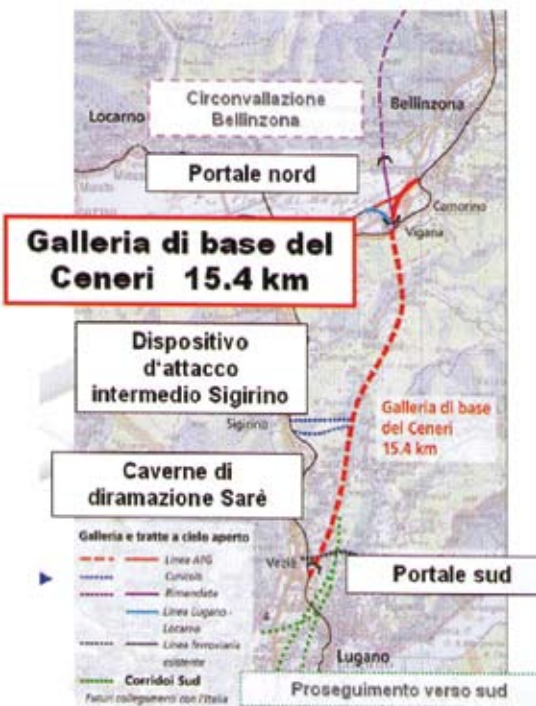 Circonvallazione
Bellinzona
Locarno
Bellinzona
Portale nord
Camorino
Vigana
Galleria di base del
Ceneri 15.4 km
Dispositivo
d'attacco
intermedio Sigirino
Sigirino
Galleria di base
del Ceneri
15.4 km
Caverne di
diramazione Sarè
Galleria e tratte a cielo aperto
Linea ATG
Cunicoli
Rimandata
Linea Lugano -
Locarno
Linea ferroviaria
esistente
Corridoi Sud
Futuri collegamenti con l'Italia
Vezia
Portale sud
Lugano
Proseguimento verso sud